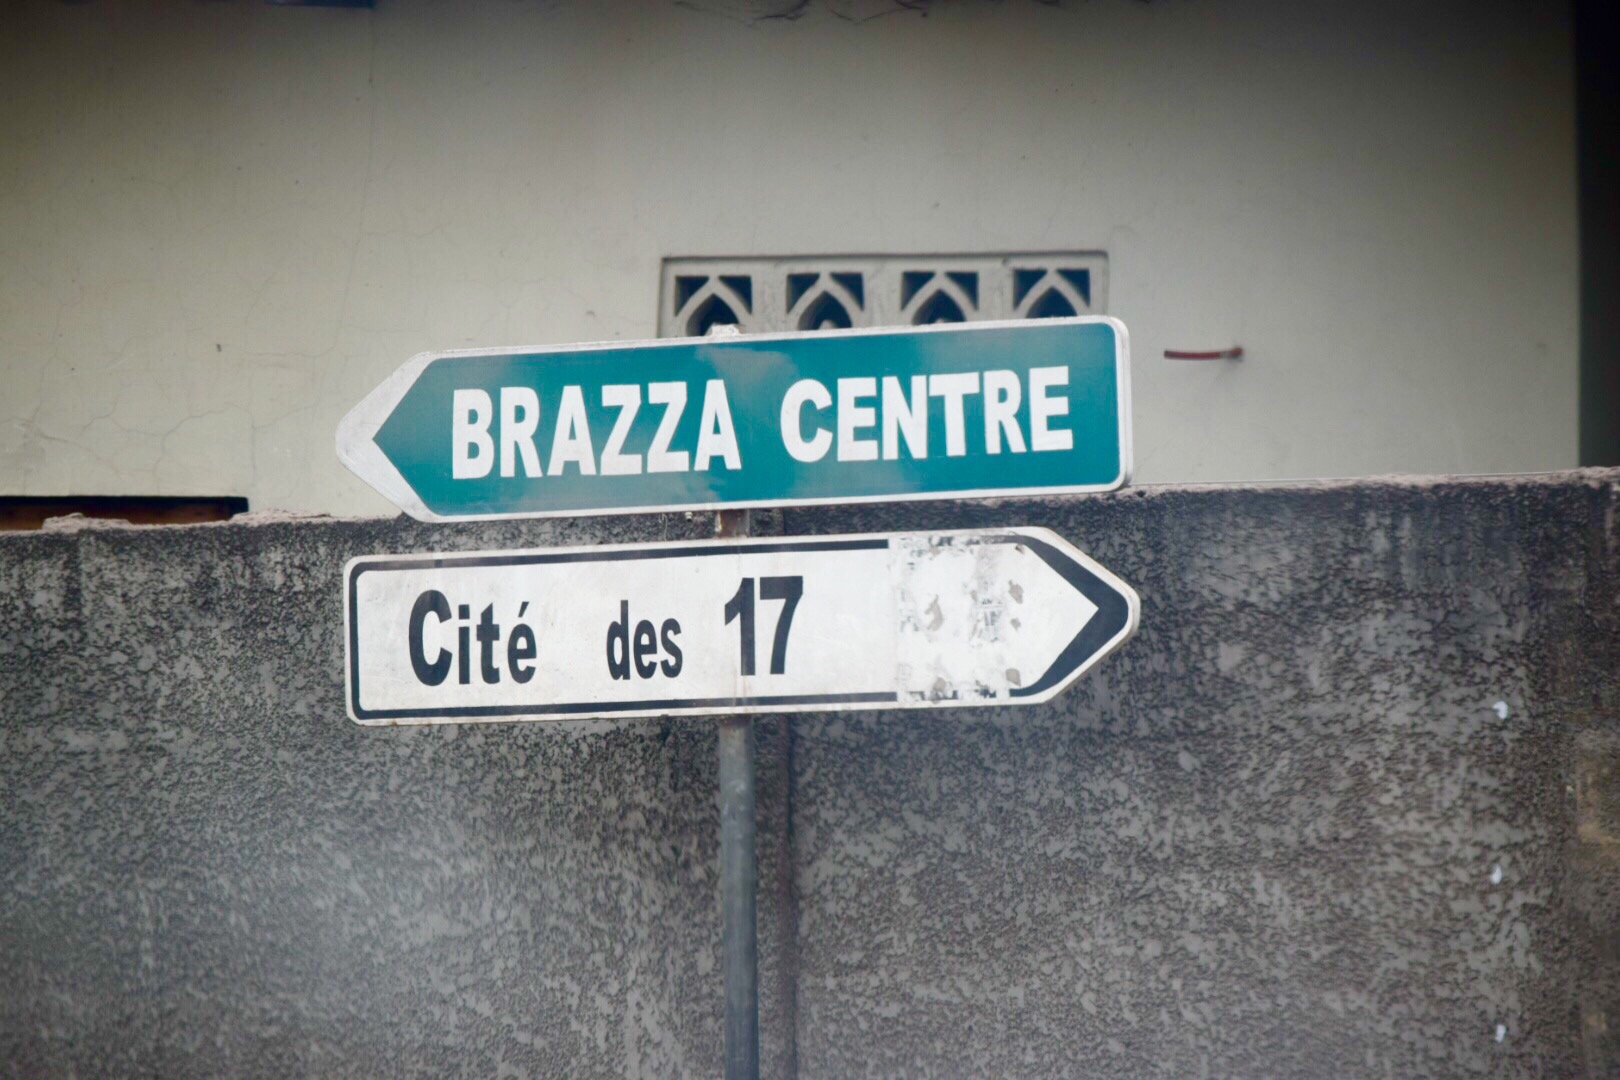 BRAZZA CENTRE
Cité des 17